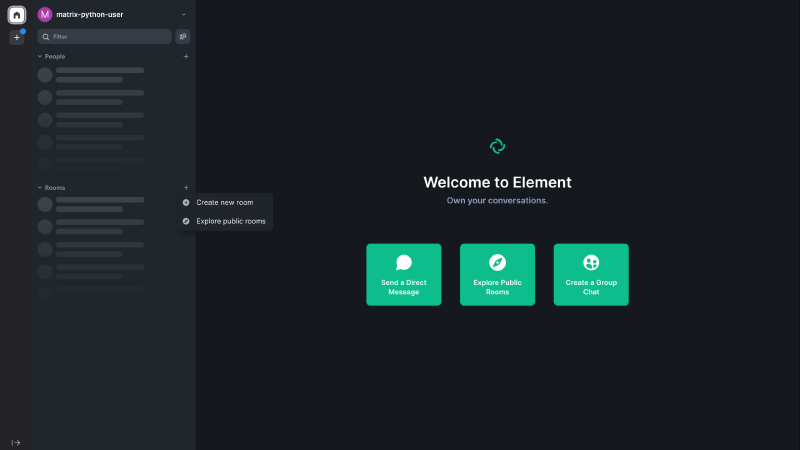 M
matrix-python-user
Filter
People
Rooms
Create new room
Explore public rooms
Welcome to Element
Own your conversations.
Send a Direct
Message
Explore Public
Rooms
Create a Group
Chat